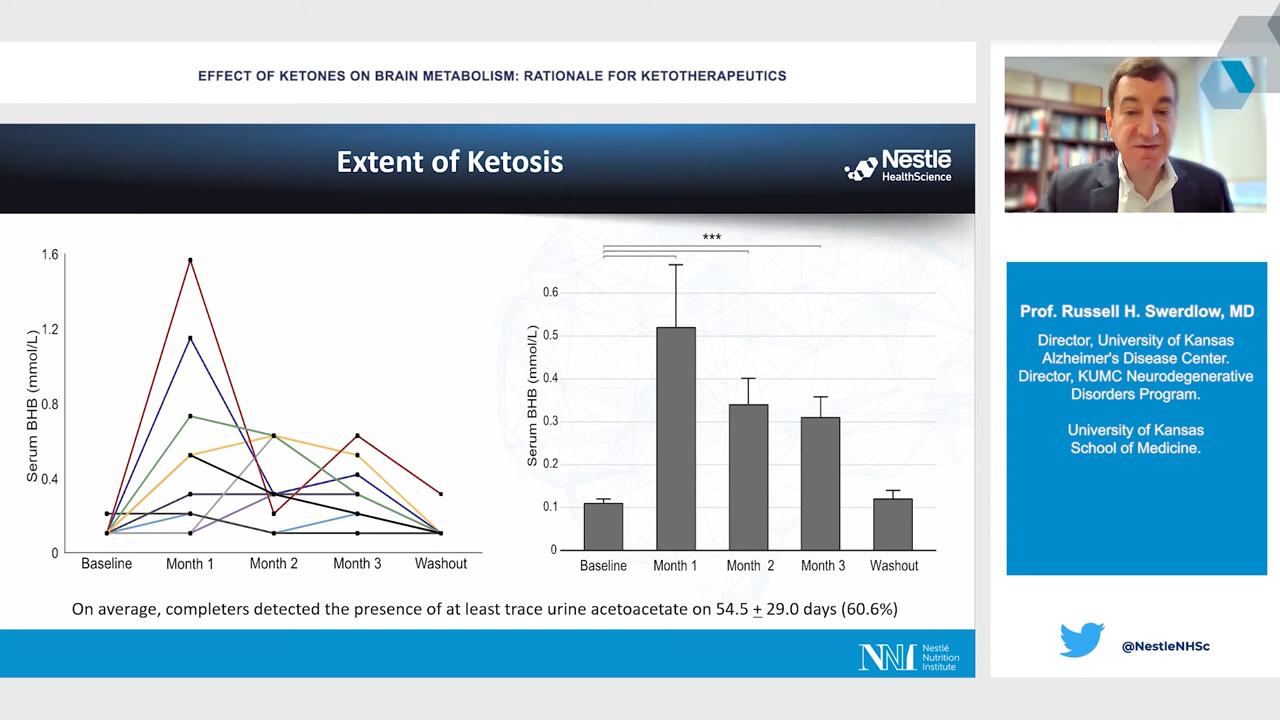 EFFECT OF KETONES ON BRAIN METABOLISM: RATIONALE FOR KETOTHERAPEUTICS
Extent of Ketosis
Nestlé
HealthScience
Serum BHB (mmol/L)
1.6
1.2
0.8
0.4
0
Baseline
Month 1
Month 2
Month 3
Washout
***
Serum BHB (mmol/L)
0.6
0.5
0.4
0.3
0.2
0.1
0
Baseline
Month 1
Month 2
Month 3
Washout
On average, completers detected the presence of at least trace urine acetoacetate on 54.5 ± 29.0 days (60.6%)
NNI
Nestlé
Nutrition
Institute
Prof. Russell H. Swerdlow, MD
Director, University of Kansas
Alzheimer's Disease Center.
Director, KUMC Neurodegenerative
Disorders Program.
University of Kansas
School of Medicine.
@NestleNHSc